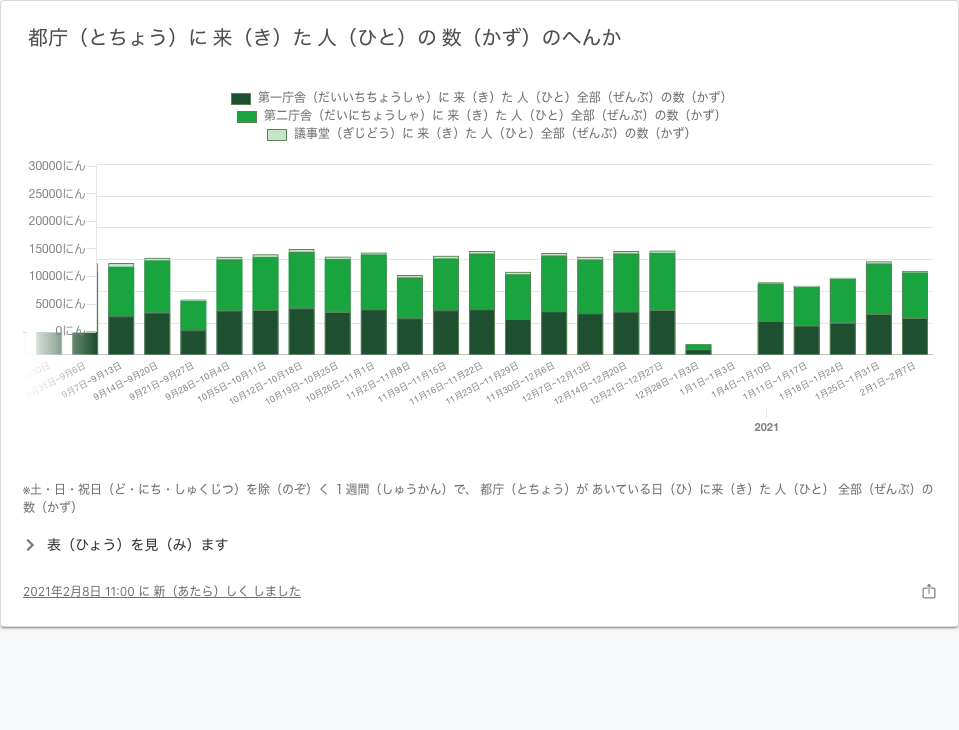 都庁（とちょう）に 来（き）た 人（ひと）の 数（かず）のへんか
第一庁舎（だいいちちょうしゃ）に 来（き）た 人（ひと）全部（ぜんぶ）の数（かず）
第二庁舎（だいにちょうしゃ）に 来（き）た 人（ひと）全部（ぜんぶ）の数（かず）
議事堂（ぎじどう）に 来（き）た 人（ひと）全部（ぜんぶ）の数（かず）
30000にん
25000にん
20000にん
15000にん
10000にん
5000にん
0にん
9月7日~9月13日
9月14日~9月20日
9月21日~9月27日
9月28日~10月4日
10月5日~10月11日
10月12日~10月18日
10月19日~10月25日
10月26日~11月1日
11月2日~11月8日
11月9日~11月15日
11月16日~11月22日
11月23日~11月29日
11月30日~12月6日
12月7日~12月13日
12月14日~12月20日
12月21日~12月27日
12月28日~1月3日
1月1日~1月3日
1月4日~1月10日
1月11日~1月17日
1月18日~1月24日
1月25日~1月31日
2月1日~2月7日
2021
※土・日・祝日（ど・にち・しゅくじつ）を除（のぞ）く １週間（しゅうかん）で、 都庁（とちょう）が あいている日（ひ）に来（き）た 人（ひと） 全部（ぜんぶ）の
数（かず）
表（ひょう）を見（み）ます
2021年2月8日 11:00 に 新（あたら）しく しました